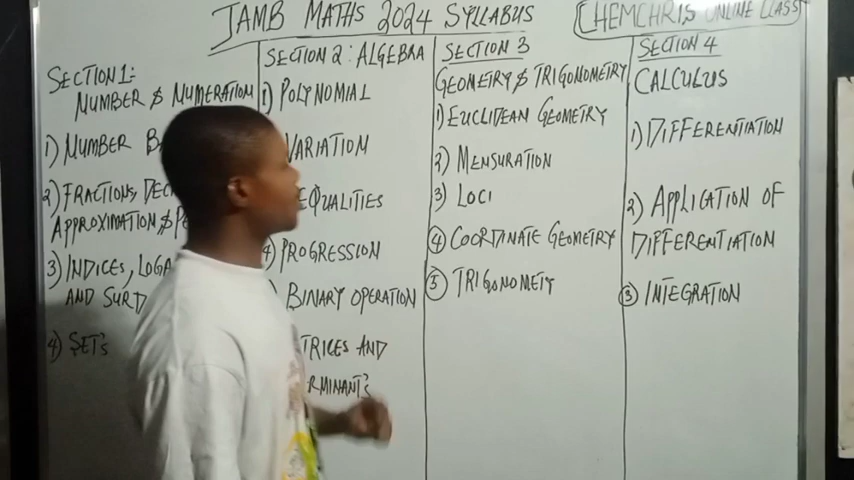 JAMB MATHS 2024 SYLLABUS
CHEMCHRIS ONLINE CLASS
SECTION 1:
NUMBER & NUMERATION
1) NUMBER
2) FRACTIONS,
APPROXIMATION, &
3) INDICES,
AND SURD
4) SET's
SECTION 2: ALGEBRA
1) POLYNOMIAL
VARIATION
4) PROGRESSION
) BINARY OPERATION
TRICES AND
RMINANT's
SECTION 3
GEOMETRY & TRIGONOMETRY
1) EUCLIDEAN GEOMETRY
2) MENSURATION
3) LOCI
4 COORDINATE GEOMETRY
5 TRIGONOMETY
SECTION 4
CALCULUS
1) DIFFERENTIATION
2) APPLICATION OF
DIFFERENTIATION
3 INTEGRATION